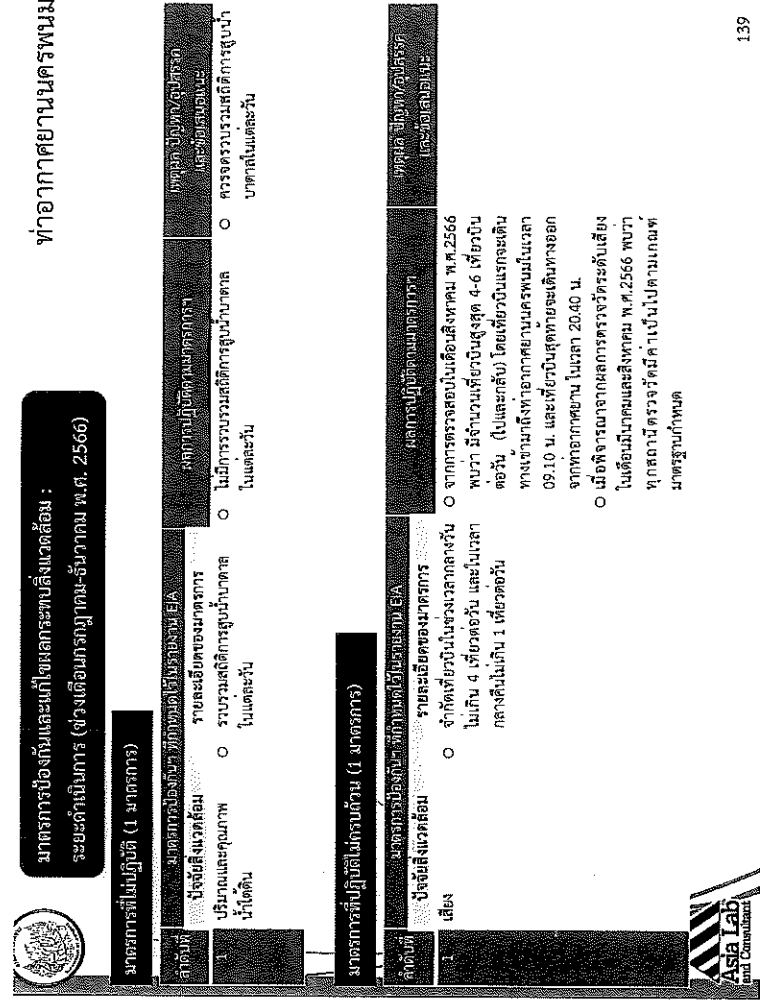 ท่าอากาศยานนครพนม
มาตรการป้องกันและแก้ไขผลกระทบสิ่งแวดล้อม :
ระยะดำเนินการ (ช่วงเดือนกรกฎาคม-ธันวาคม พ.ศ. 2566)
มาตรการที่ไม่ปฏิบัติ (1 มาตรการ)
ลำดับที่
มาตรการป้องกันฯ ที่กำหนดไว้ในรายงาน EIA
ปัจจัยสิ่งแวดล้อม
รายละเอียดของมาตรการ
ผลการปฏิบัติตามมาตรการฯ
เหตุผล ปัญหา/อุปสรรค
และข้อเสนอแนะ
1
ปริมาณและคุณภาพ
น้ำใต้ดิน
○ รวบรวมสถิติการสูบน้ำบาดาล
ในแต่ละวัน
○ ไม่มีการรวบรวมสถิติการสูบน้ำบาดาล
ในแต่ละวัน
○ ควรจดรวบรวมสถิติการสูบน้ำ
บาดาลในแต่ละวัน
มาตรการที่ปฏิบัติไม่ครบถ้วน (1 มาตรการ)
ลำดับที่
มาตรการป้องกันฯ ที่กำหนดไว้ในรายงาน EIA
ปัจจัยสิ่งแวดล้อม
รายละเอียดของมาตรการ
ผลการปฏิบัติตามมาตรการฯ
เหตุผล ปัญหา/อุปสรรค
และข้อเสนอแนะ
1
เสียง
○ จำกัดเที่ยวบินในช่วงเวลากลางวัน
ไม่เกิน 4 เที่ยวต่อวัน และในเวลา
กลางคืนไม่เกิน 1 เที่ยวต่อวัน
○ จากการตรวจสอบในเดือนสิงหาคม พ.ศ.2566
พบว่า มีจำนวนเที่ยวบินสูงสุด 4-6 เที่ยวบิน
ต่อวัน (ไปและกลับ) โดยเที่ยวบินแรกจะเดิน
ทางเข้ามาถึงท่าอากาศยานนครพนมในเวลา
09.10 น. และเที่ยวบินสุดท้ายจะเดินทางออก
จากท่าอากาศยาน ในเวลา 20.40 น.
○ เมื่อพิจารณาจากผลการตรวจวัดระดับเสียง
ในเดือนมีนาคมและสิงหาคม พ.ศ.2566 พบว่า
ทุกสถานีตรวจวัดมีค่าเป็นไปตามเกณฑ์
มาตรฐานกำหนด
Asia Lab
and Consultant
139